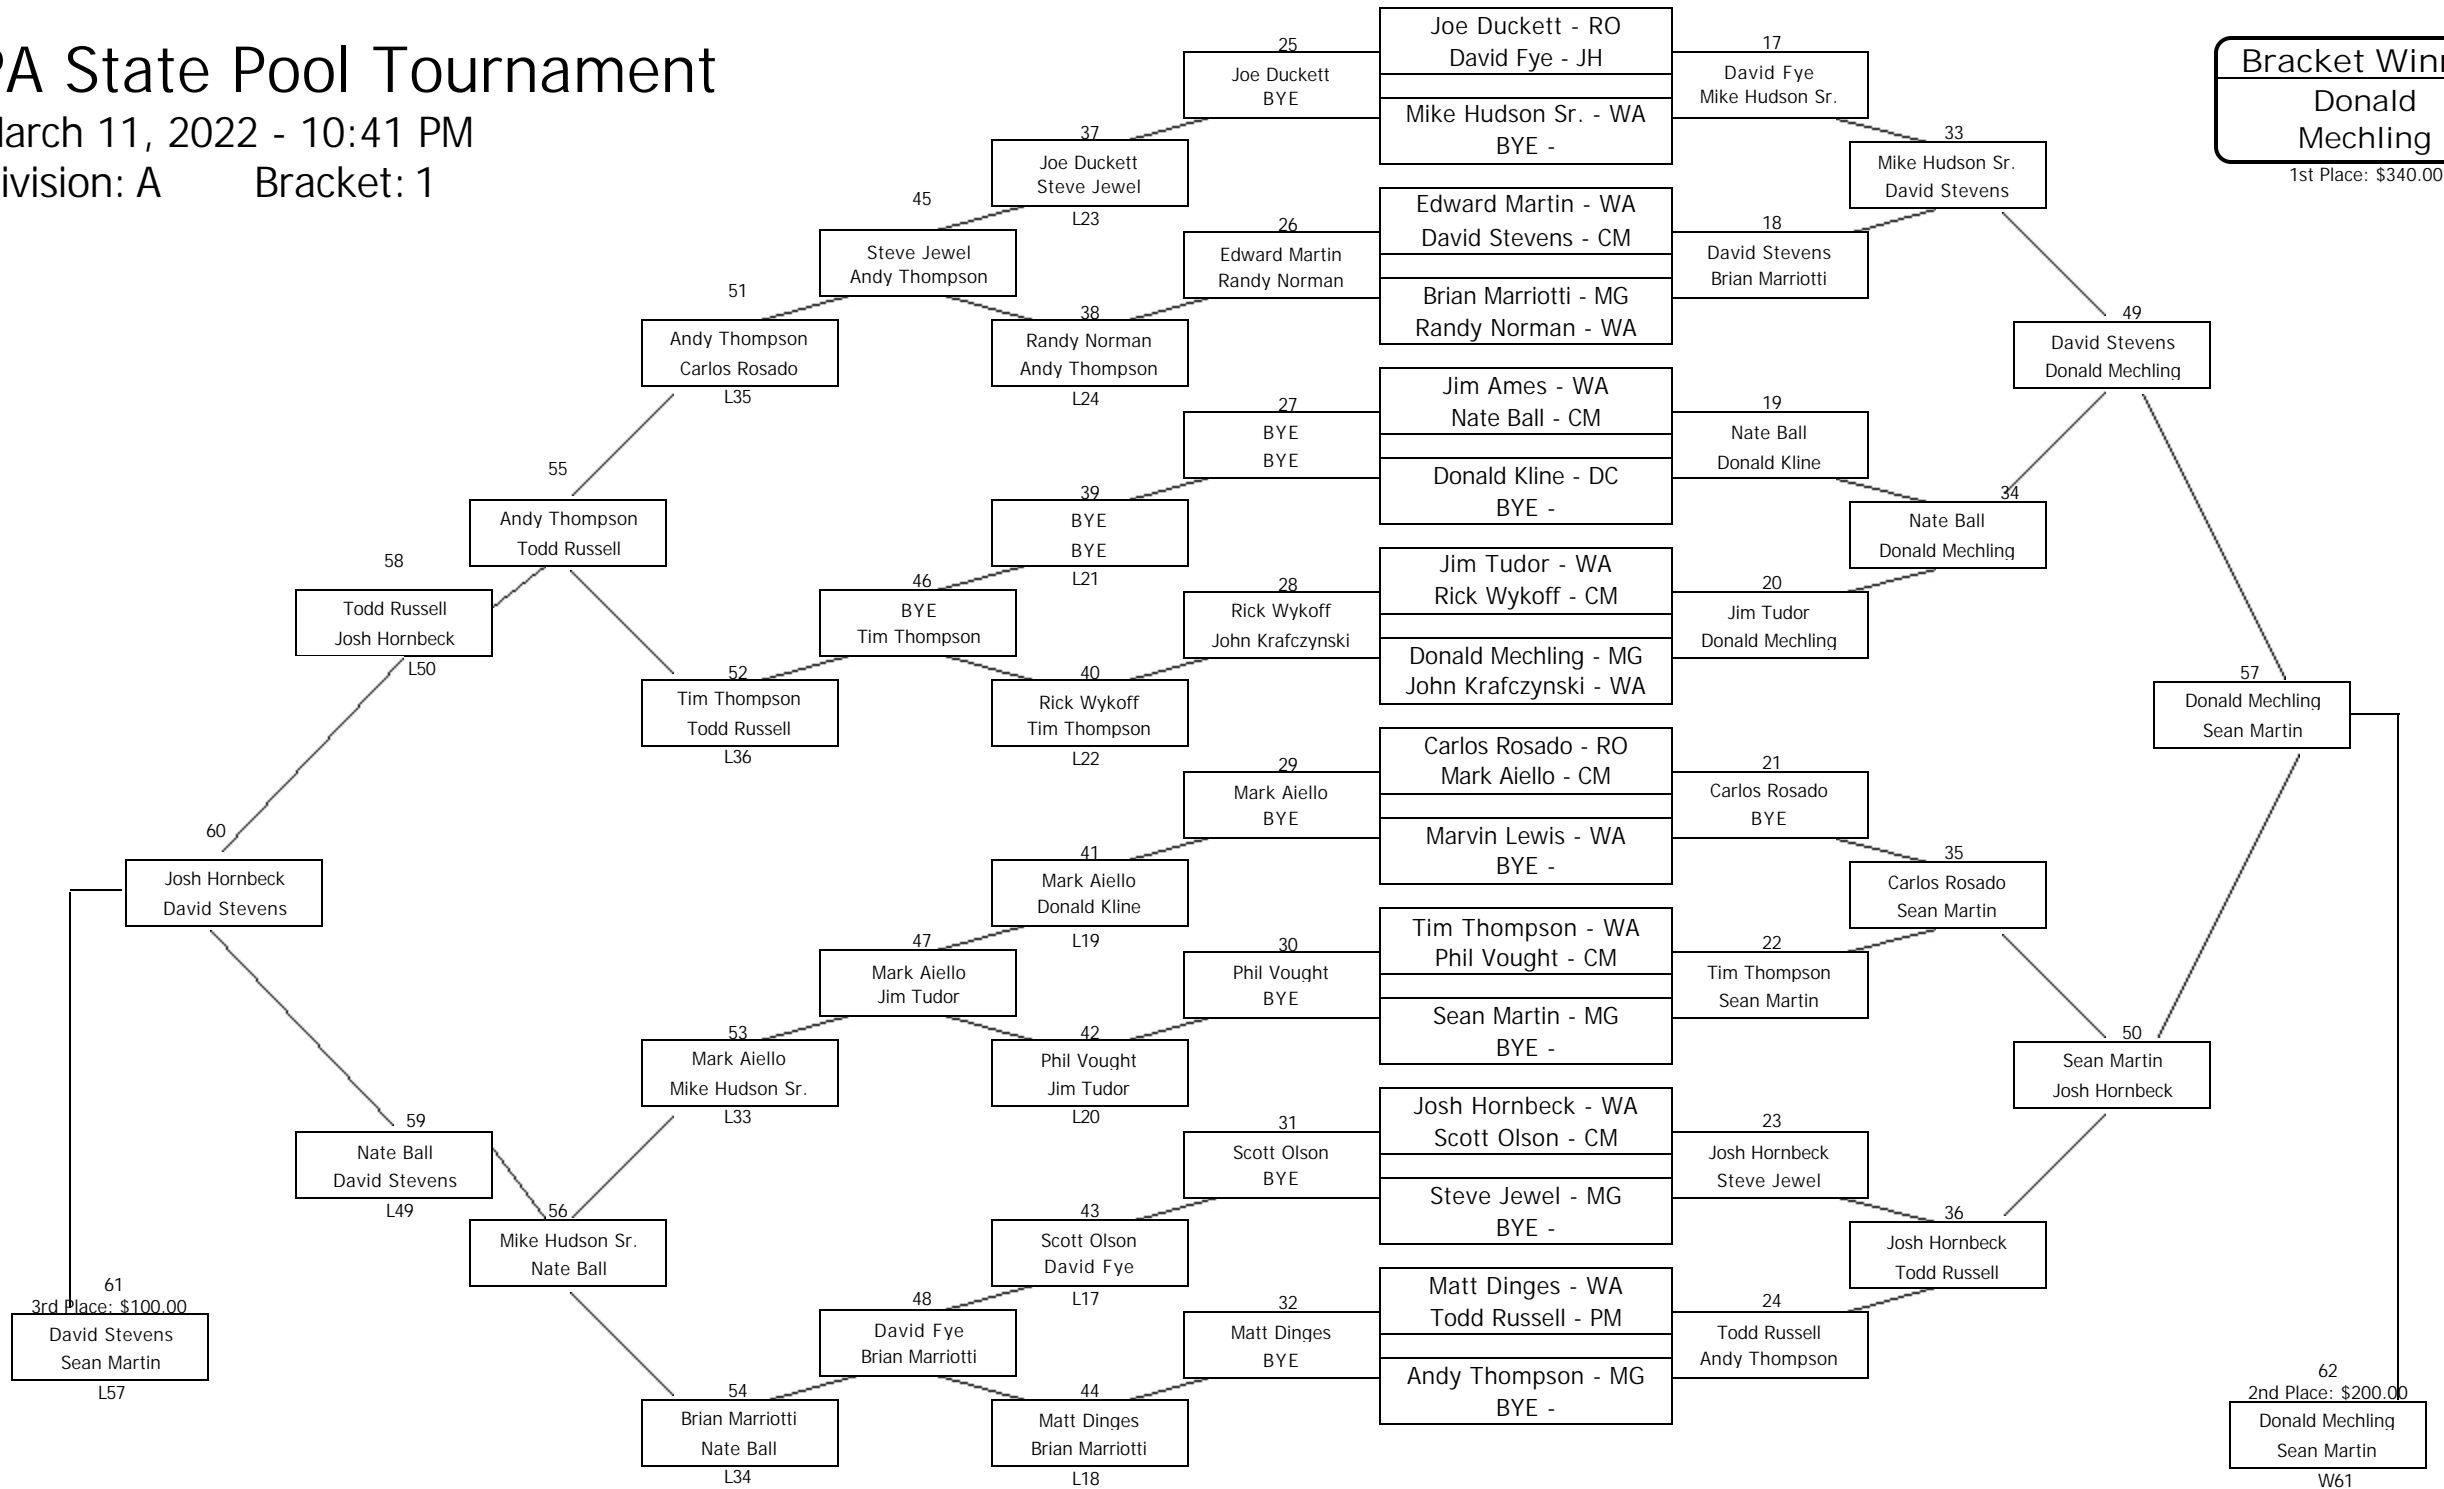 PA State Pool Tournament
March 11, 2022 - 10:41 PM
ivision: A Bracket: 1
Bracket Winn
Donald
Mechling
1st Place: $340.00
61
3rd Place: $100.00
David Stevens
Sean Martin
L57
60
Josh Hornbeck
David Stevens
58
Todd Russell
Josh Hornbeck
L50
59
Nate Ball
David Stevens
L49
55
Andy Thompson
Todd Russell
56
Mike Hudson Sr.
Nate Ball
51
Andy Thompson
Carlos Rosado
L35
52
Tim Thompson
Todd Russell
L36
53
Mark Aiello
Mike Hudson Sr.
L33
54
Brian Marriotti
Nate Ball
L34
45
Steve Jewel
Andy Thompson
46
BYE
Tim Thompson
47
Mark Aiello
Jim Tudor
48
David Fye
Brian Marriotti
37
Joe Duckett
Steve Jewel
L23
38
Randy Norman
Andy Thompson
L24
39
BYE
BYE
L21
40
Rick Wykoff
Tim Thompson
L22
41
Mark Aiello
Donald Kline
L19
42
Phil Vought
Jim Tudor
L20
43
Scott Olson
David Fye
L17
44
Matt Dinges
Brian Marriotti
L18
25
Joe Duckett
BYE
26
Edward Martin
Randy Norman
27
BYE
BYE
28
Rick Wykoff
John Krafczynski
29
Mark Aiello
BYE
30
Phil Vought
BYE
31
Scott Olson
BYE
32
Matt Dinges
BYE
Joe Duckett - RO
David Fye - JH
Mike Hudson Sr. - WA
BYE -
Edward Martin - WA
David Stevens - CM
Brian Marriotti - MG
Randy Norman - WA
Jim Ames - WA
Nate Ball - CM
Donald Kline - DC
BYE -
Jim Tudor - WA
Rick Wykoff - CM
Donald Mechling - MG
John Krafczynski - WA
Carlos Rosado - RO
Mark Aiello - CM
Marvin Lewis - WA
BYE -
Tim Thompson - WA
Phil Vought - CM
Sean Martin - MG
BYE -
Josh Hornbeck - WA
Scott Olson - CM
Steve Jewel - MG
BYE -
Matt Dinges - WA
Todd Russell - PM
Andy Thompson - MG
BYE -
17
David Fye
Mike Hudson Sr.
18
David Stevens
Brian Marriotti
19
Nate Ball
Donald Kline
20
Jim Tudor
Donald Mechling
21
Carlos Rosado
BYE
22
Tim Thompson
Sean Martin
23
Josh Hornbeck
Steve Jewel
24
Todd Russell
Andy Thompson
33
Mike Hudson Sr.
David Stevens
34
Nate Ball
Donald Mechling
35
Carlos Rosado
Sean Martin
36
Josh Hornbeck
Todd Russell
49
David Stevens
Donald Mechling
50
Sean Martin
Josh Hornbeck
57
Donald Mechling
Sean Martin
62
2nd Place: $200.00
Donald Mechling
Sean Martin
W61